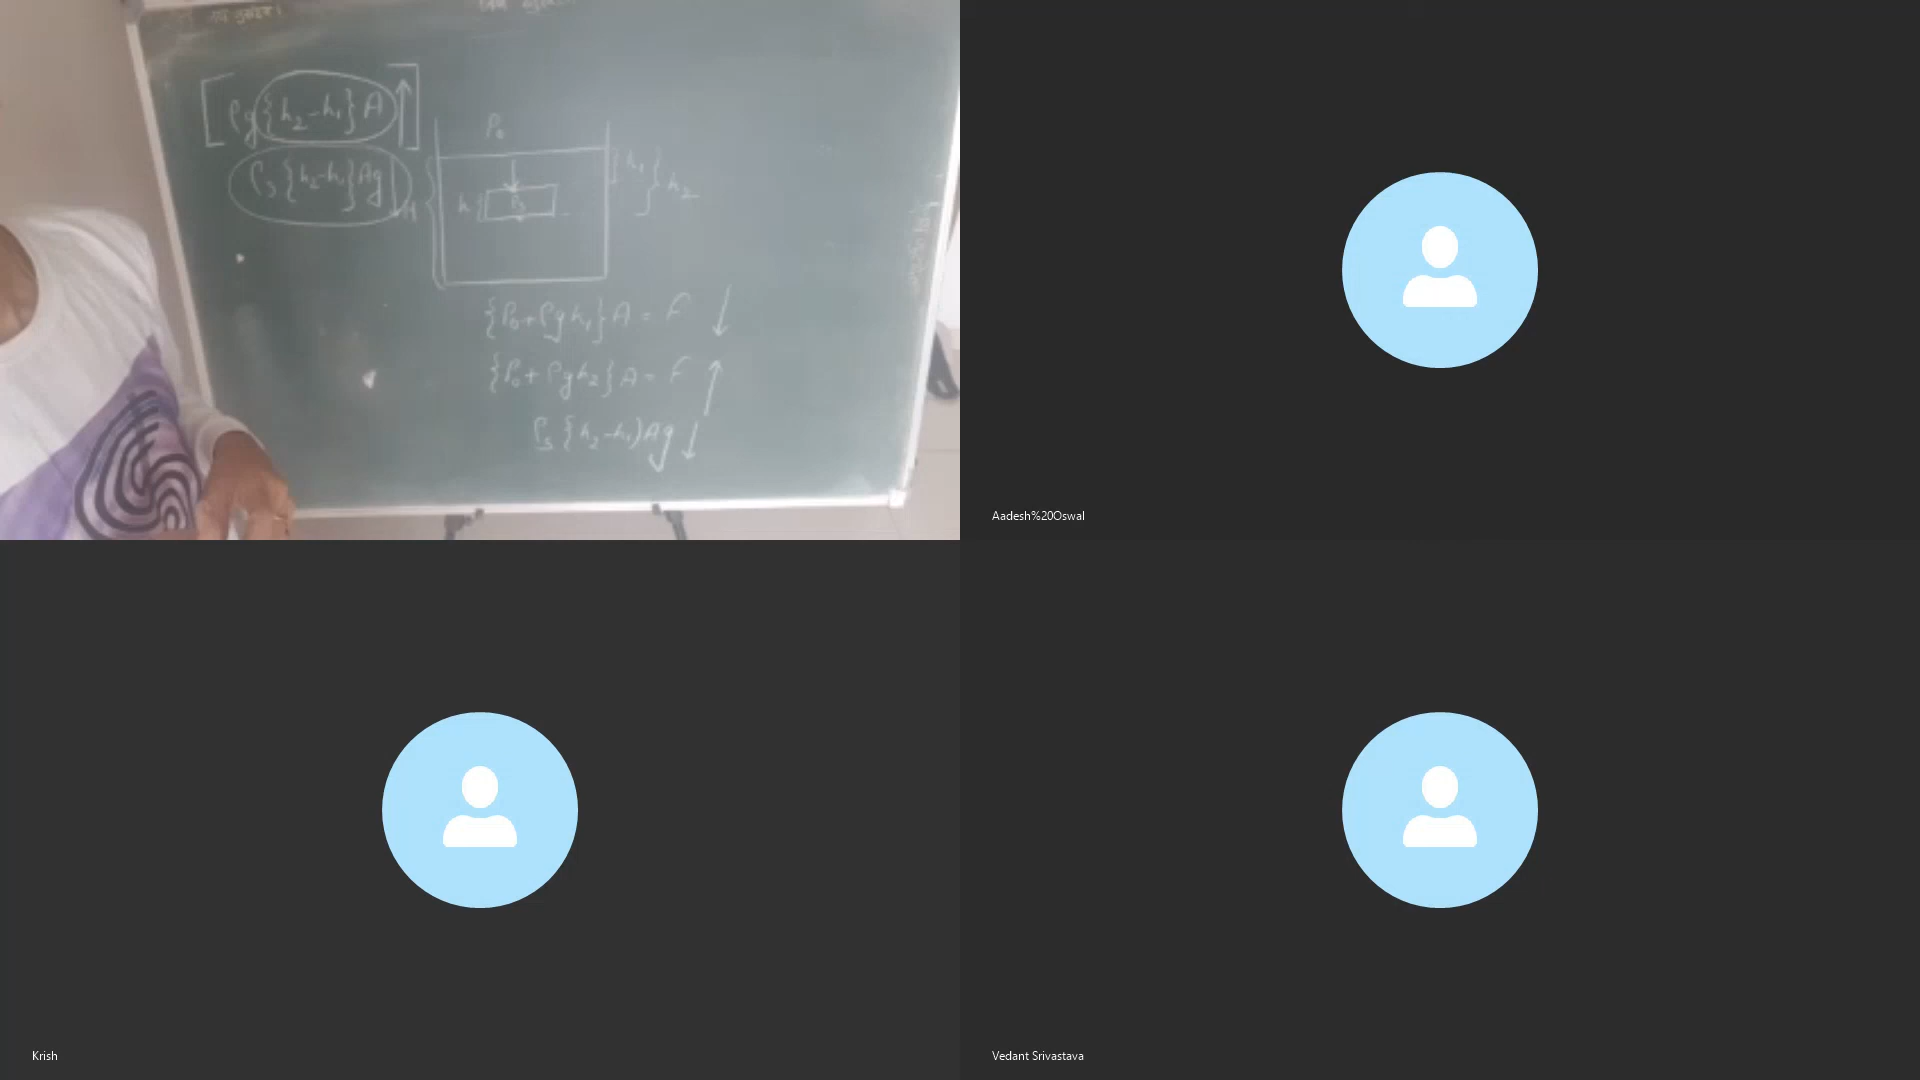 ρg{h₂-h₁}A ↑
ρₛ{h₂-h₁}Ag ↓
P₀
h₁
h₂
H
h
ρₛ
{P₀+ρgh₁}A = F ↓
{P₀+ρgh₂}A = F ↑
ρₛ{h₂-h₁)Ag ↓
Aadesh%20Oswal
Krish
Vedant Srivastava